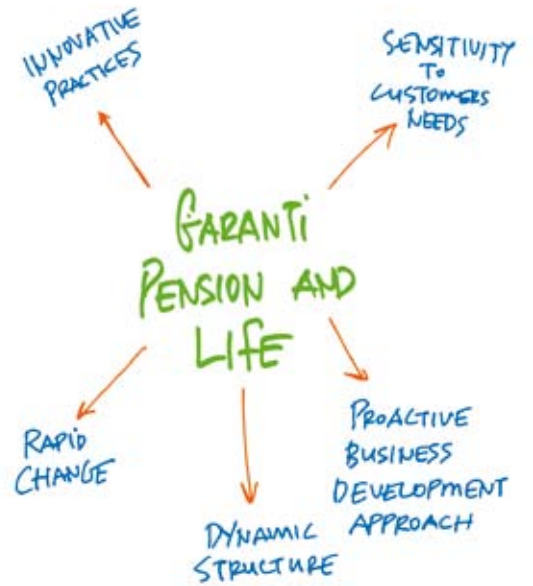 INNOVATIVE
PRACTICES
SENSITIVITY
TO
CUSTOMERS
NEEDS
GARANTI
PENSION AND
LIFE
RAPID
CHANGE
DYNAMIC
STRUCTURE
PROACTIVE
BUSINESS
DEVELOPMENT
APPROACH